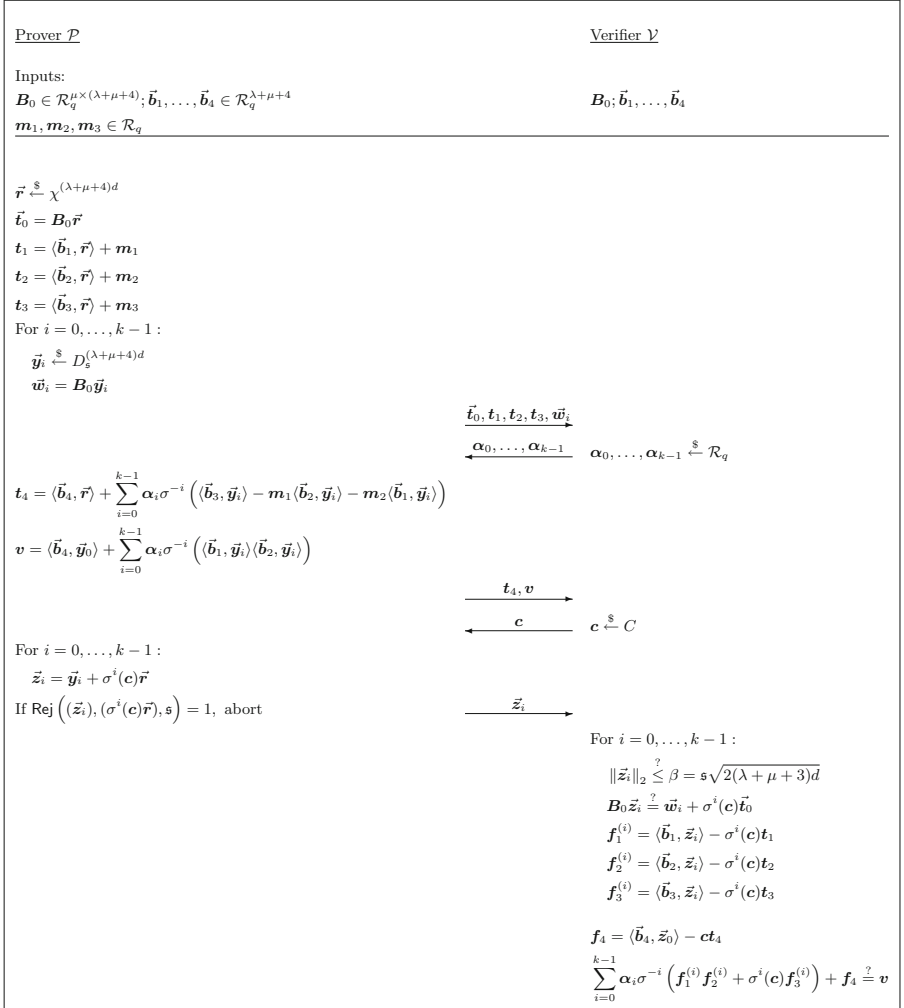 Prover 𝒫 Verifier 𝒱
Inputs:
B₀ ∈ ℛ_q^{μ×(λ+μ+4)}; b⃗₁, …, b⃗₄ ∈ ℛ_q^{λ+μ+4} B₀; b⃗₁, …, b⃗₄
m₁, m₂, m₃ ∈ ℛ_q
r⃗ ←$ χ^{(λ+μ+4)d}
t⃗₀ = B₀r⃗
t₁ = ⟨b⃗₁, r⃗⟩ + m₁
t₂ = ⟨b⃗₂, r⃗⟩ + m₂
t₃ = ⟨b⃗₃, r⃗⟩ + m₃
For i = 0, …, k − 1 :
y⃗ᵢ ←$ D_𝔰^{(λ+μ+4)d}
w⃗ᵢ = B₀y⃗ᵢ
t⃗₀, t₁, t₂, t₃, w⃗ᵢ
α₀, …, α_{k−1} α₀, …, α_{k−1} ←$ ℛ_q
t₄ = ⟨b⃗₄, r⃗⟩ + ∑_{i=0}^{k−1} αᵢσ^{−i} (⟨b⃗₃, y⃗ᵢ⟩ − m₁⟨b⃗₂, y⃗ᵢ⟩ − m₂⟨b⃗₁, y⃗ᵢ⟩)
v = ⟨b⃗₄, y⃗₀⟩ + ∑_{i=0}^{k−1} αᵢσ^{−i} (⟨b⃗₁, y⃗ᵢ⟩⟨b⃗₂, y⃗ᵢ⟩)
t₄, v
c c ←$ C
For i = 0, …, k − 1 :
z⃗ᵢ = y⃗ᵢ + σⁱ(c)r⃗
If Rej ((z⃗ᵢ), (σⁱ(c)r⃗), 𝔰) = 1, abort z⃗ᵢ
For i = 0, …, k − 1 :
‖z⃗ᵢ‖₂ ≤? β = 𝔰√(2(λ + μ + 3)d)
B₀z⃗ᵢ =? w⃗ᵢ + σⁱ(c)t⃗₀
f₁^{(i)} = ⟨b⃗₁, z⃗ᵢ⟩ − σⁱ(c)t₁
f₂^{(i)} = ⟨b⃗₂, z⃗ᵢ⟩ − σⁱ(c)t₂
f₃^{(i)} = ⟨b⃗₃, z⃗ᵢ⟩ − σⁱ(c)t₃
f₄ = ⟨b⃗₄, z⃗₀⟩ − ct₄
∑_{i=0}^{k−1} αᵢσ^{−i} (f₁^{(i)} f₂^{(i)} + σⁱ(c)f₃^{(i)}) + f₄ =? v